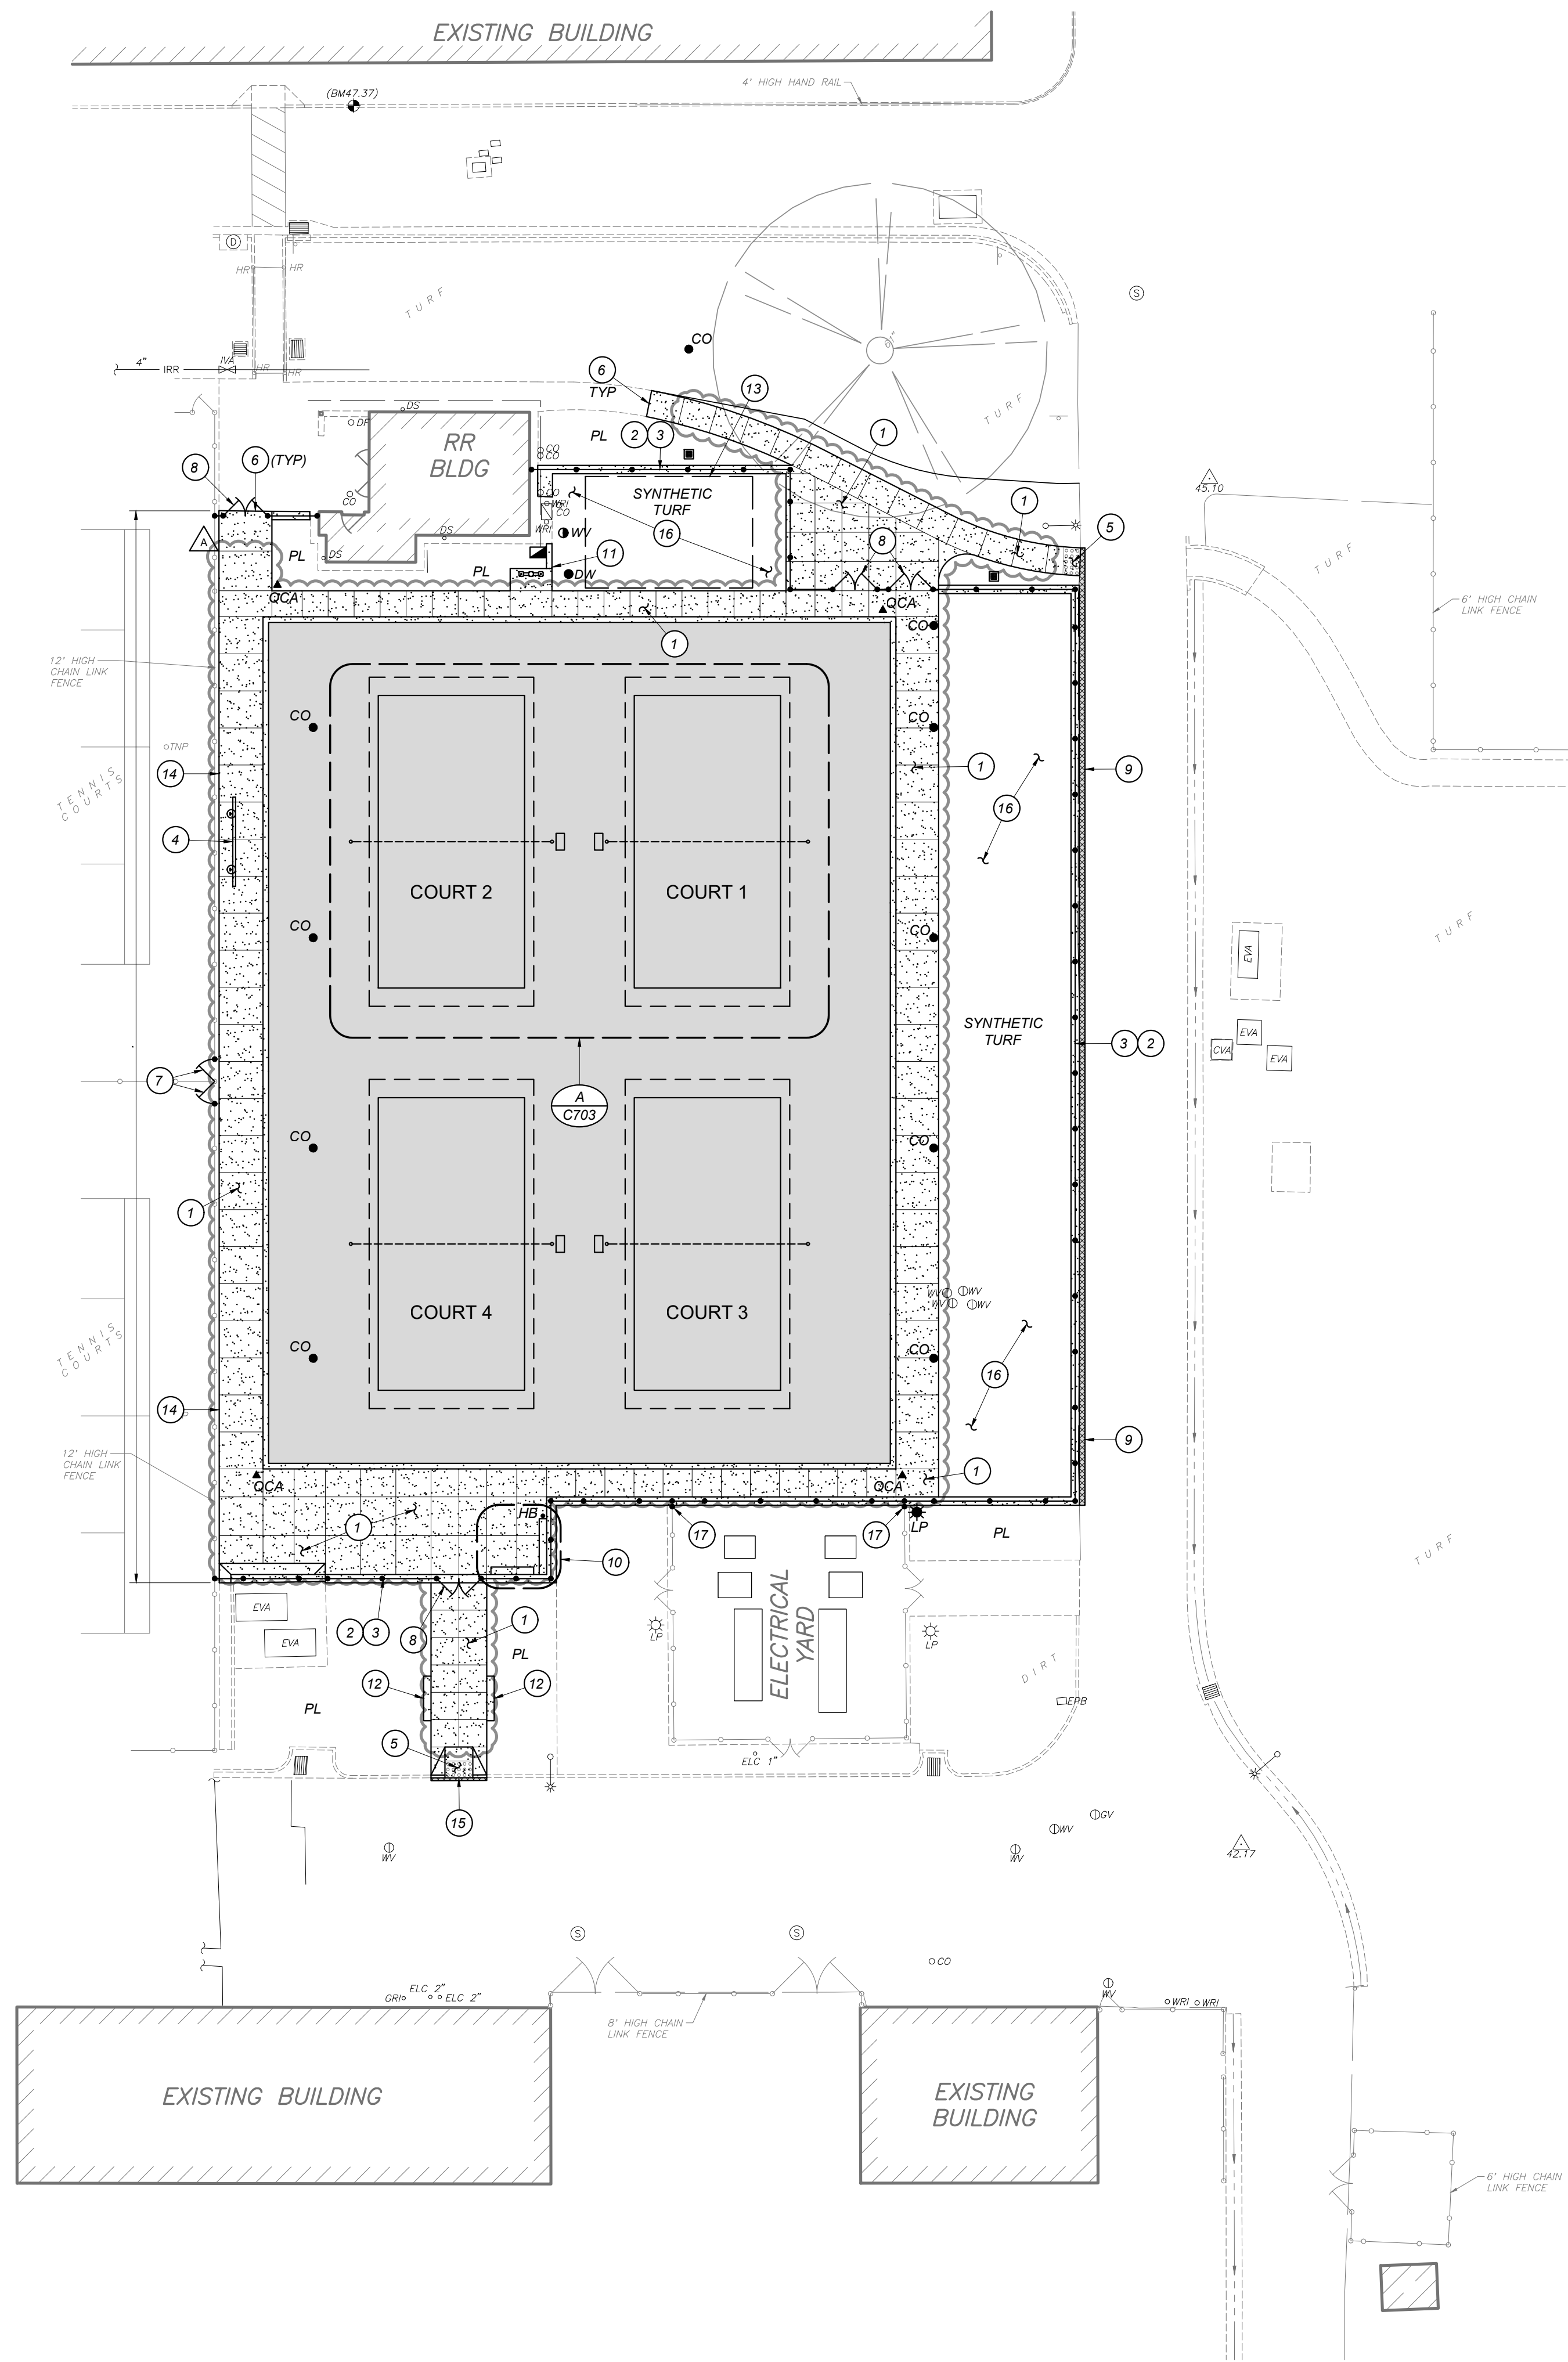 EXISTING BUILDING
4' HIGH HAND RAIL
(BM47.37)
D
HR
HR
TURF
S
4"
IRR
IVA
HR
HR
CO
6
TYP
13
TURF
DS
DF
RR
BLDG
PL
2
3
1
CO
CO
8
6
(TYP)
CO
45.10
SYNTHETIC
TURF
CO
WRI
CO
WRI
WV
16
1
5
8
A
PL
DS
DS
PL
11
DW
TURF
QCA
QCA
6' HIGH CHAIN
LINK FENCE
CO
1
12' HIGH
CHAIN LINK
FENCE
CO
CO
TNP
14
1
9
TENNIS
COURTS
16
4
COURT 2
COURT 1
TURF
CO
CO
EVA
SYNTHETIC
TURF
EVA
3
2
CVA
EVA
7
A
C703
CO
CO
1
WV
WV
WV
WV
COURT 4
COURT 3
TENNIS
COURTS
CO
CO
16
14
9
12' HIGH
CHAIN LINK
FENCE
QCA
QCA
1
HB
1
17
17
LP
PL
TURF
10
EVA
2
3
8
1
EVA
PL
LP
LP
ELECTRICAL
YARD
DIRT
12
12
PL
EPB
5
ELC 1"
15
GV
WV
WV
WV
42.17
S
S
CO
ELC 2"
GRI
ELC 2"
WV
WRI
WRI
8' HIGH CHAIN
LINK FENCE
EXISTING BUILDING
EXISTING
BUILDING
6' HIGH CHAIN
LINK FENCE